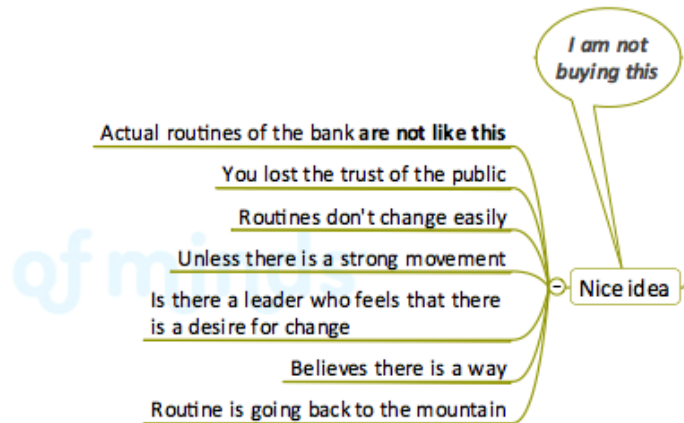 I am not
buying this
Actual routines of the bank are not like this
You lost the trust of the public
Routines don't change easily
Unless there is a strong movement
Is there a leader who feels that there
is a desire for change
Believes there is a way
Routine is going back to the mountain
Nice idea
of minds